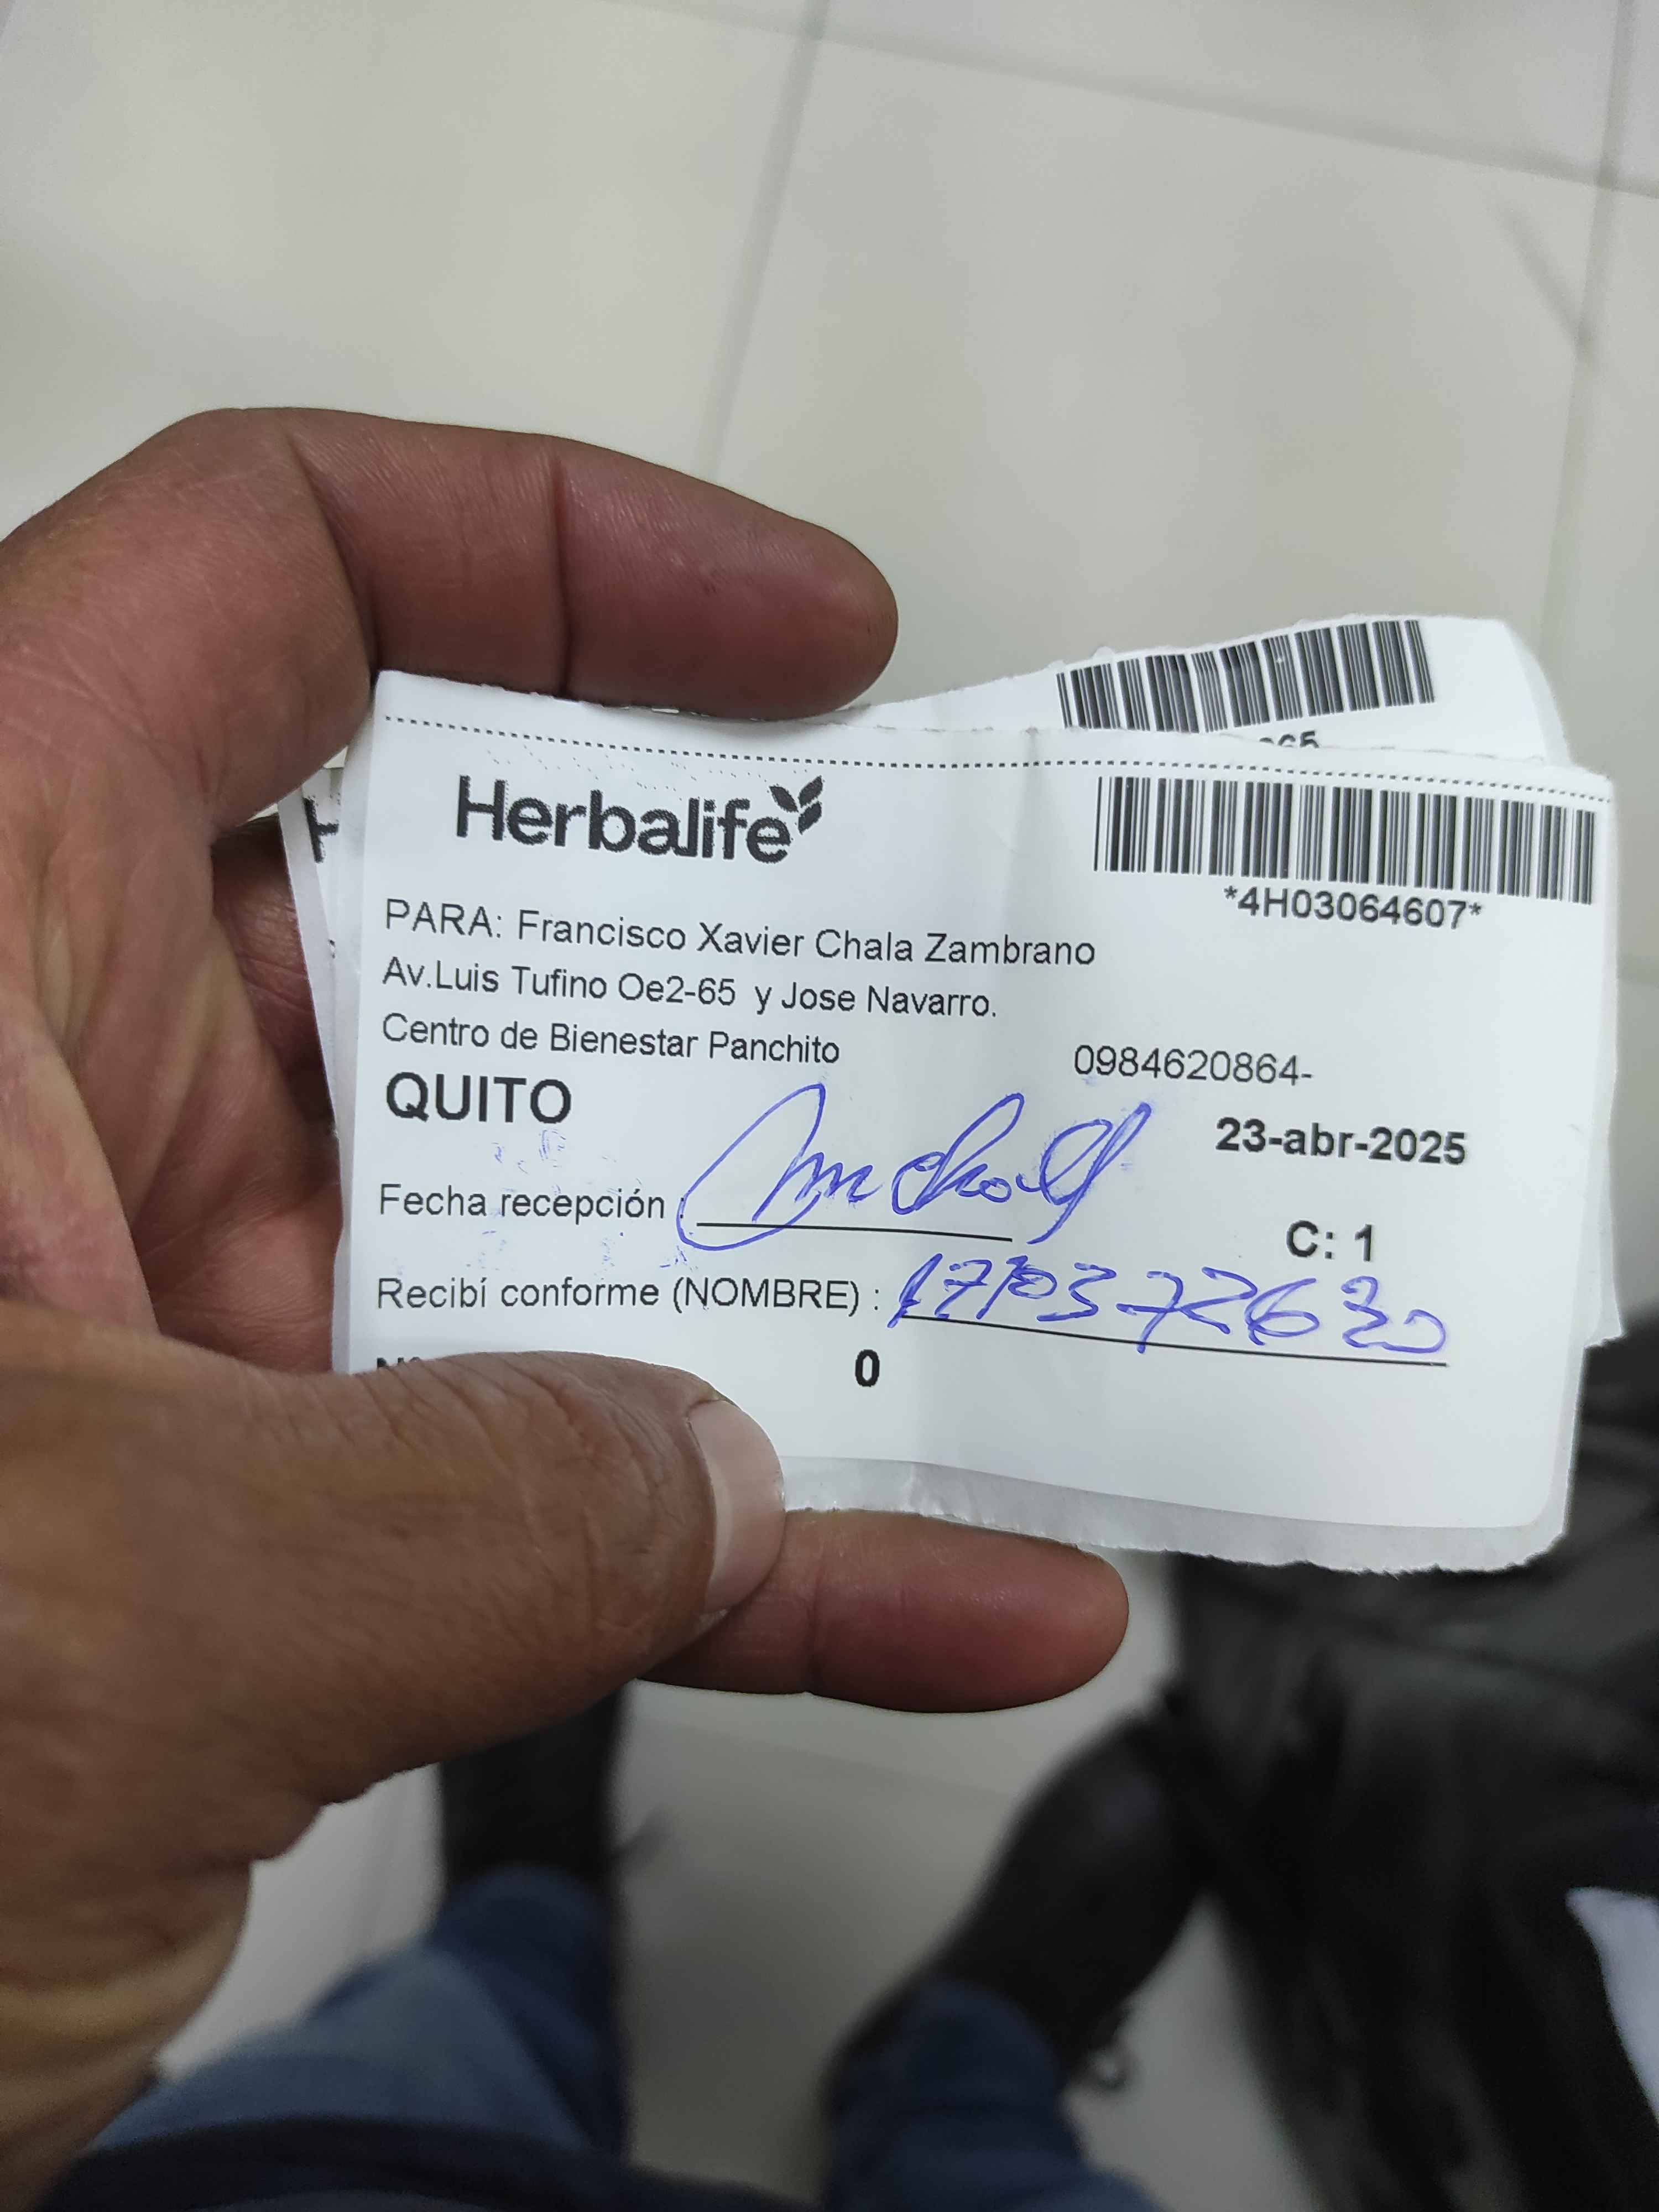 Herbalife
*4H03064607*
PARA: Francisco Xavier Chala Zambrano
Av.Luis Tufino Oe2-65 y Jose Navarro.
Centro de Bienestar Panchito
0984620864-
QUITO
23-abr-2025
Fecha recepción :
C: 1
Recibí conforme (NOMBRE) :
0